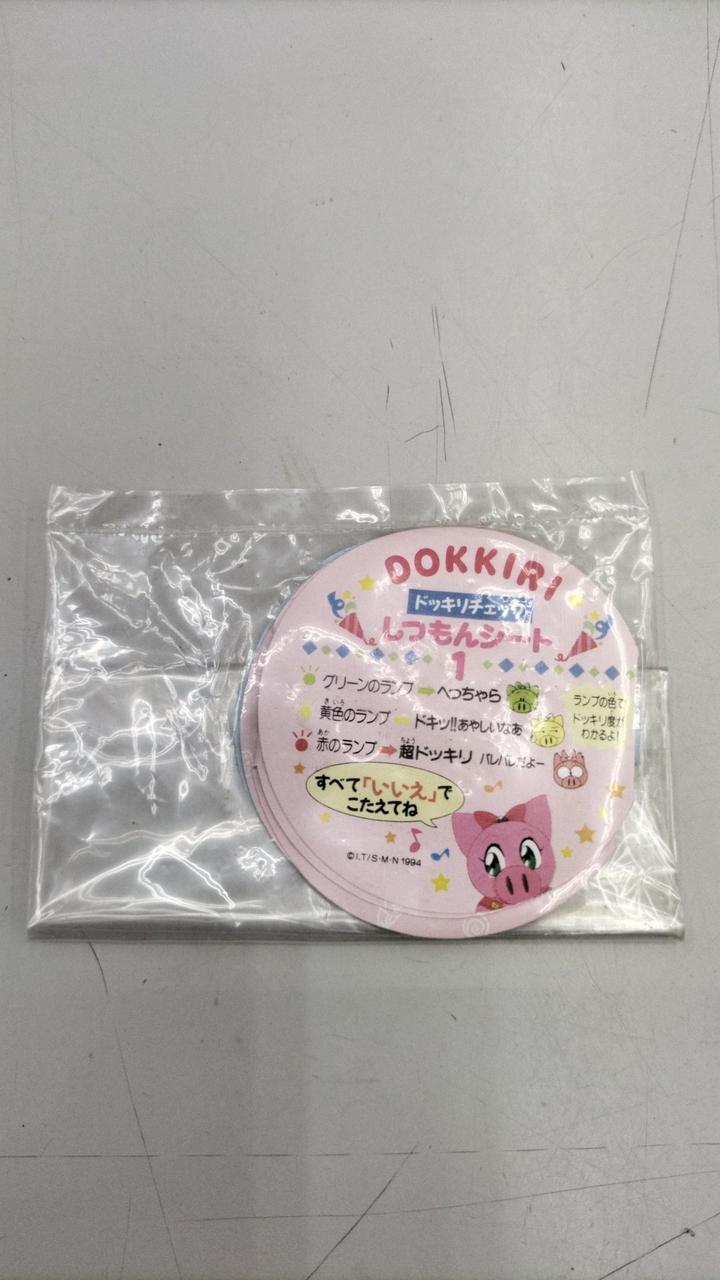 DOKKIRI
ドッキリチェック
しつもんシート
1
グリーンのランプ➡へっちゃら
黄色のランプ➡ドキッ!!あやしいなあ
赤のランプ➡超ドッキリ バレバレだよー
ランプの色で
ドッキリ度が
わかるよ!
すべて「いいえ」で
こたえてね
©I.T/S・M・N 1994